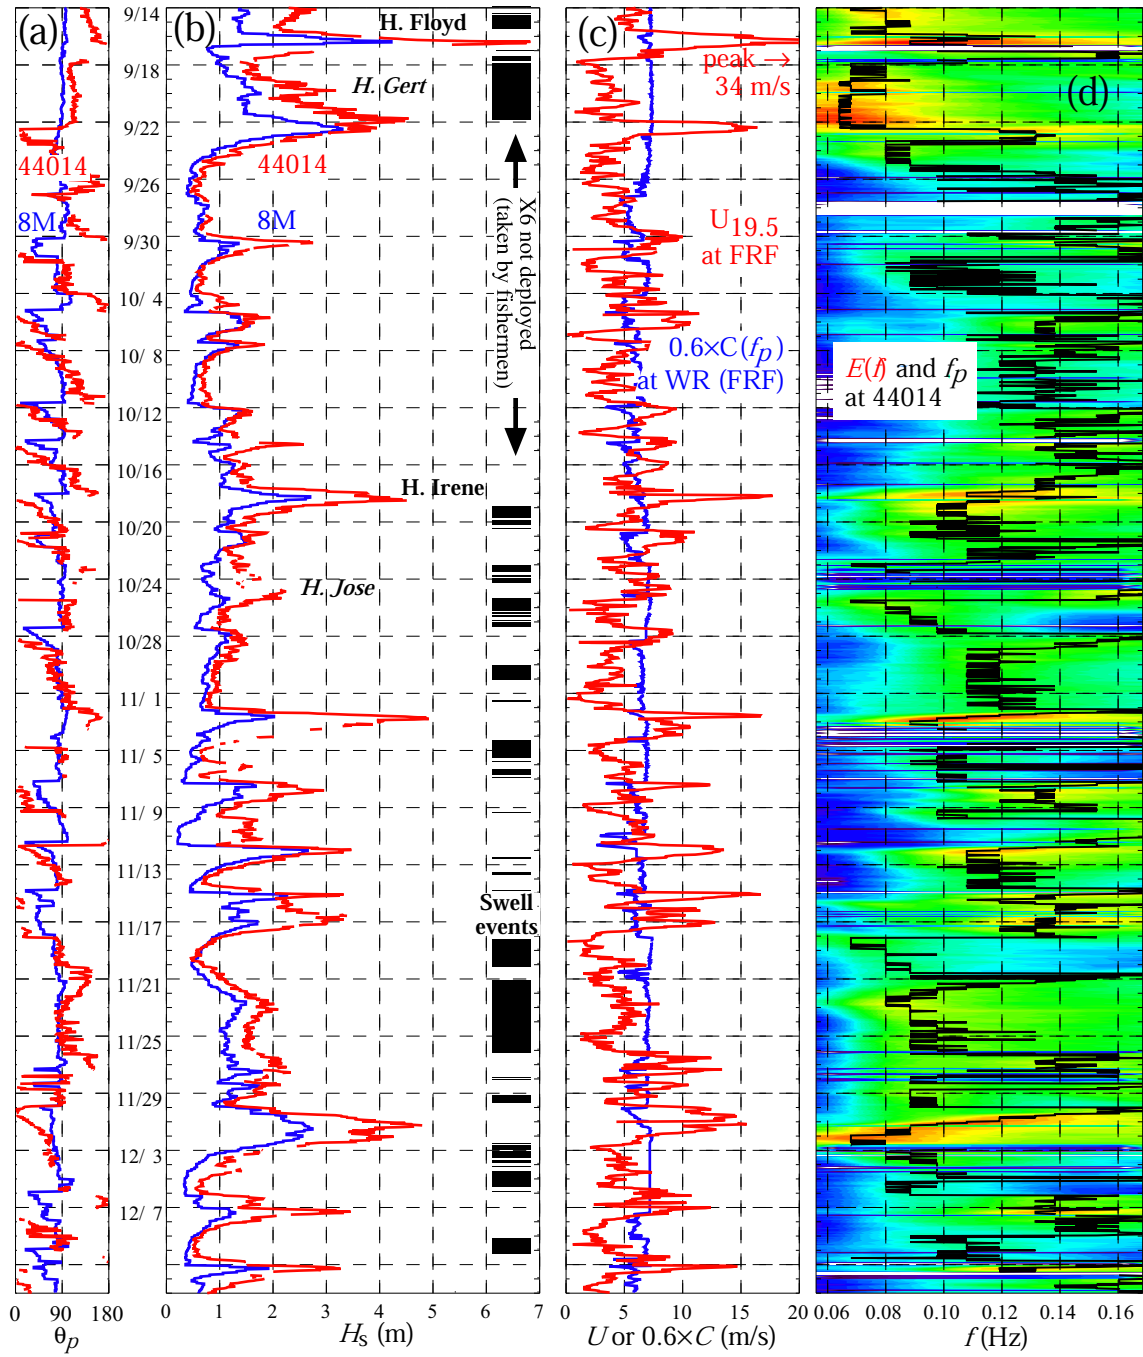 (a)
(b)
(c)
(d)
9/14
9/18
9/22
9/26
9/30
10/ 4
10/ 8
10/12
10/16
10/20
10/24
10/28
11/ 1
11/ 5
11/ 9
11/13
11/17
11/21
11/25
11/29
12/ 3
12/ 7
44014
8M
H. Floyd
H. Gert
44014
8M
X6 not deployed
(taken by fishermen)
H. Irene
H. Jose
Swell
events
peak →
34 m/s
U19.5
at FRF
0.6×C(fp)
at WR (FRF)
E(f) and fp
at 44014
0 90 180
θp
0 1 2 3 4 5 6 7
Hs (m)
0 5 10 15 20
U or 0.6×C (m/s)
0.06 0.08 0.10 0.12 0.14 0.16
f (Hz)